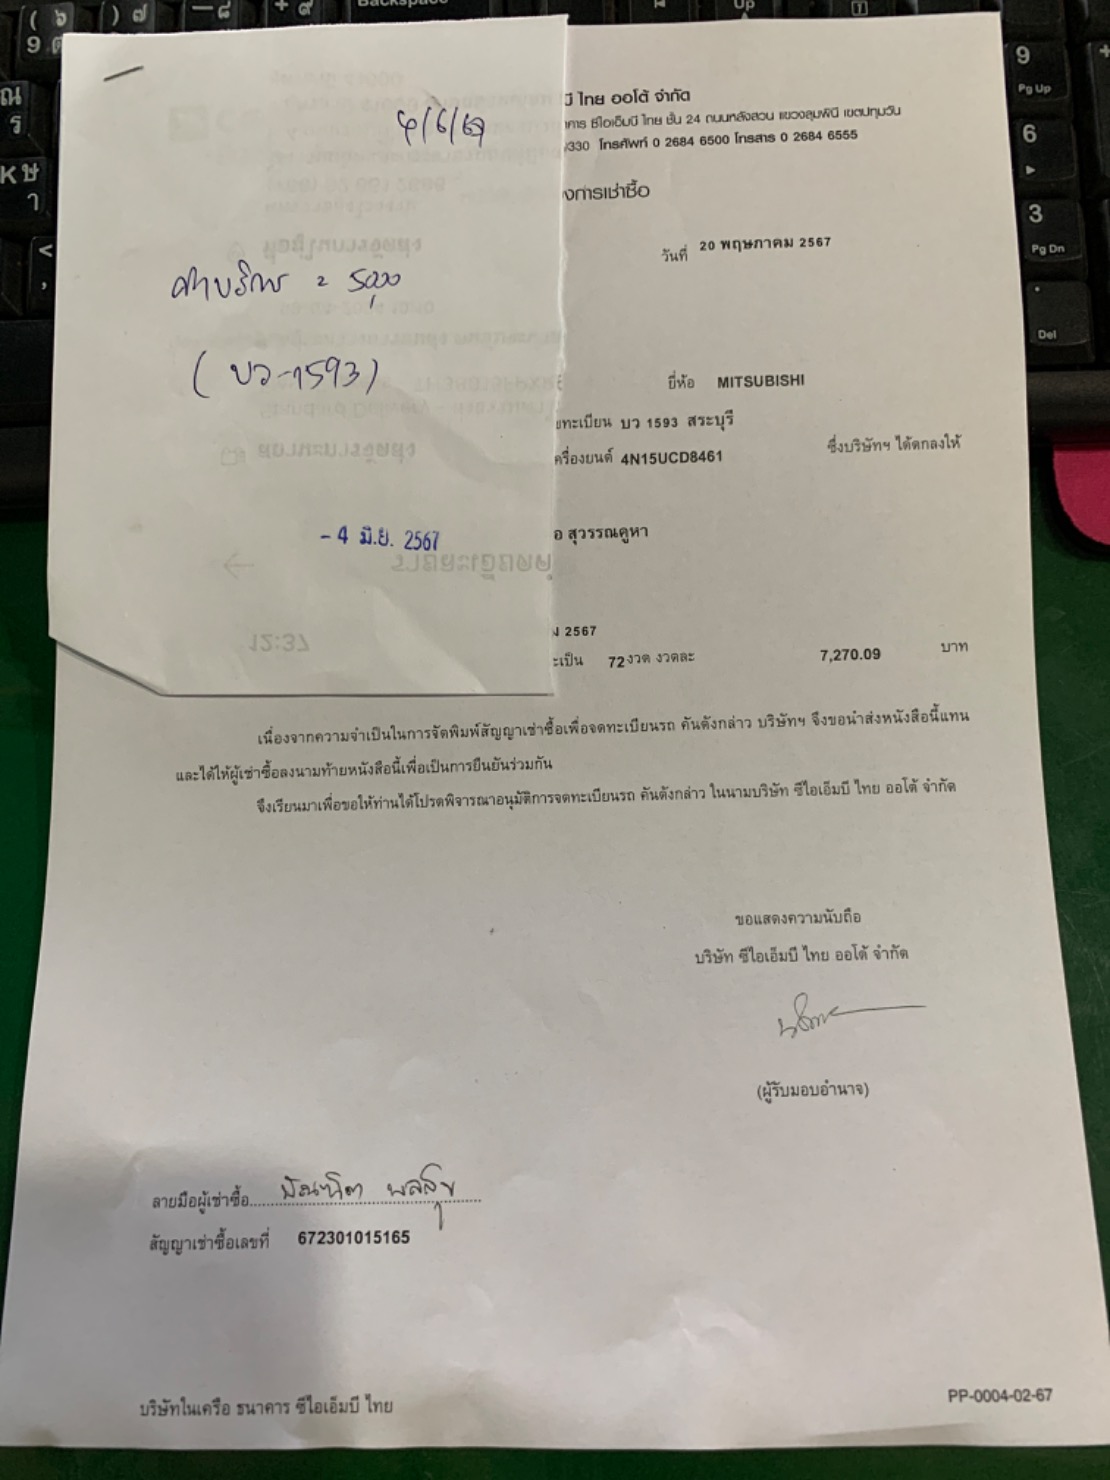 4/6/67
ค่าบริการ = 5000
(บว-1593)
- 4 มิ.ย. 2567
12:37
บี ไทย ออโต้ จำกัด
คาร ซีไอเอ็มบี ไทย ชั้น 24 ถนนหลังสวน แขวงลุมพินี เขตปทุมวัน
330 โทรศัพท์ 0 2684 6500 โทรสาร 0 2684 6555
งการเช่าซื้อ
วันที่ 20 พฤษภาคม 2567
ยี่ห้อ MITSUBISHI
ทะเบียน บว 1593 สระบุรี
ครื่องยนต์ 4N15UCD8461 ซึ่งบริษัทฯ ได้ตกลงให้
อ สุวรรณคูหา
2567
ะเป็น 72 งวด งวดละ 7,270.09 บาท
เนื่องจากความจำเป็นในการจัดพิมพ์สัญญาเช่าซื้อเพื่อจดทะเบียนรถ คันดังกล่าว บริษัทฯ จึงขอนำส่งหนังสือนี้แทน
และได้ให้ผู้เช่าซื้อลงนามท้ายหนังสือนี้เพื่อเป็นการยืนยันร่วมกัน
จึงเรียนมาเพื่อขอให้ท่านได้โปรดพิจารณาอนุมัติการจดทะเบียนรถ คันดังกล่าว ในนามบริษัท ซีไอเอ็มบี ไทย ออโต้ จำกัด
ขอแสดงความนับถือ
บริษัท ซีไอเอ็มบี ไทย ออโต้ จำกัด
(ผู้รับมอบอำนาจ)
ลายมือผู้เช่าซื้อ
สัญญาเช่าซื้อเลขที่ 672301015165
บริษัทในเครือ ธนาคาร ซีไอเอ็มบี ไทย
PP-0004-02-67